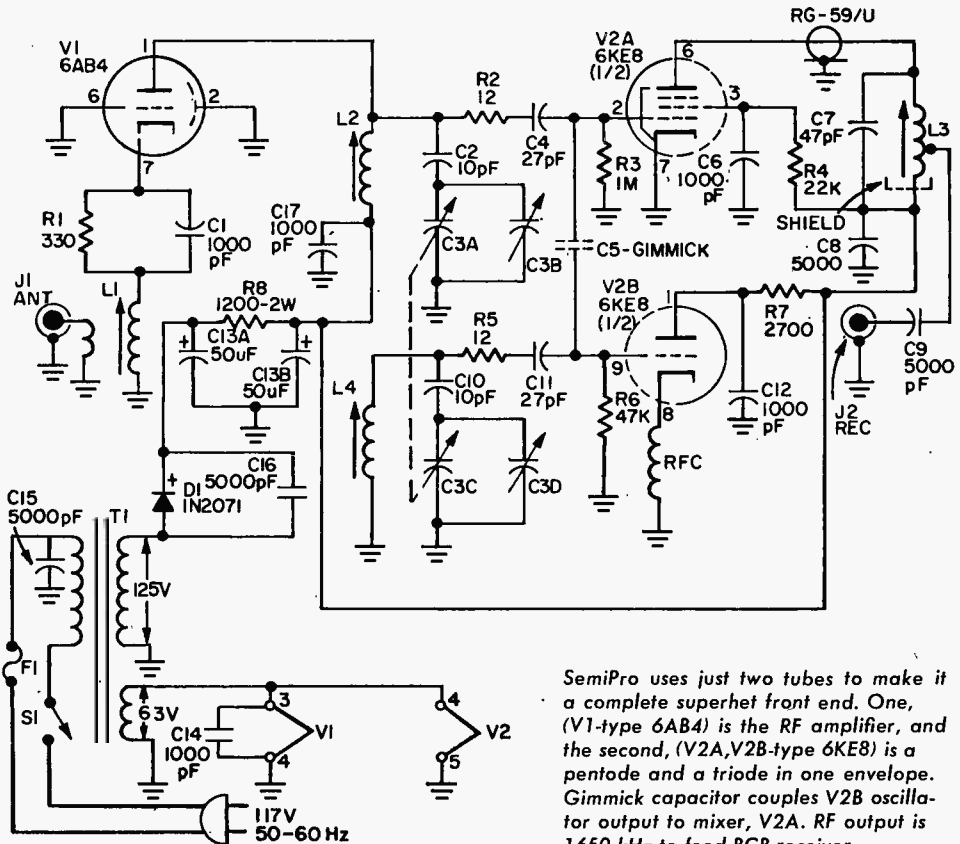 RG-59/U
V1
6AB4
1
6
2
7
V2A
6KE8
(1/2)
6
3
2
7
R2
12
L2
C2
10pF
C4
27pF
R3
1M
C6
1000
pF
C7
47pF
R4
22K
L3
SHIELD
C8
5000
R1
330
C1
1000
pF
C17
1000
pF
C3A
C3B
C5-GIMMICK
J1
ANT
L1
R8
1200-2W
C13A
50uF
C13B
50uF
V2B
6KE8
(1/2)
1
9
8
R7
2700
R5
12
L4
C10
10pF
C11
27pF
R6
47K
C12
1000
pF
C9
5000
pF
J2
REC
RFC
C3C
C3D
C16
5000pF
D1
1N2071
C15
5000pF
T1
125V
F1
S1
6.3V
C14
1000
pF
3
4
V1
4
5
V2
117V
50-60 Hz
SemiPro uses just two tubes to make it
a complete superhet front end. One,
(V1-type 6AB4) is the RF amplifier, and
the second, (V2A,V2B-type 6KE8) is a
pentode and a triode in one envelope.
Gimmick capacitor couples V2B oscilla-
tor output to mixer, V2A. RF output is
1650 kHz to feed BCB receiver.